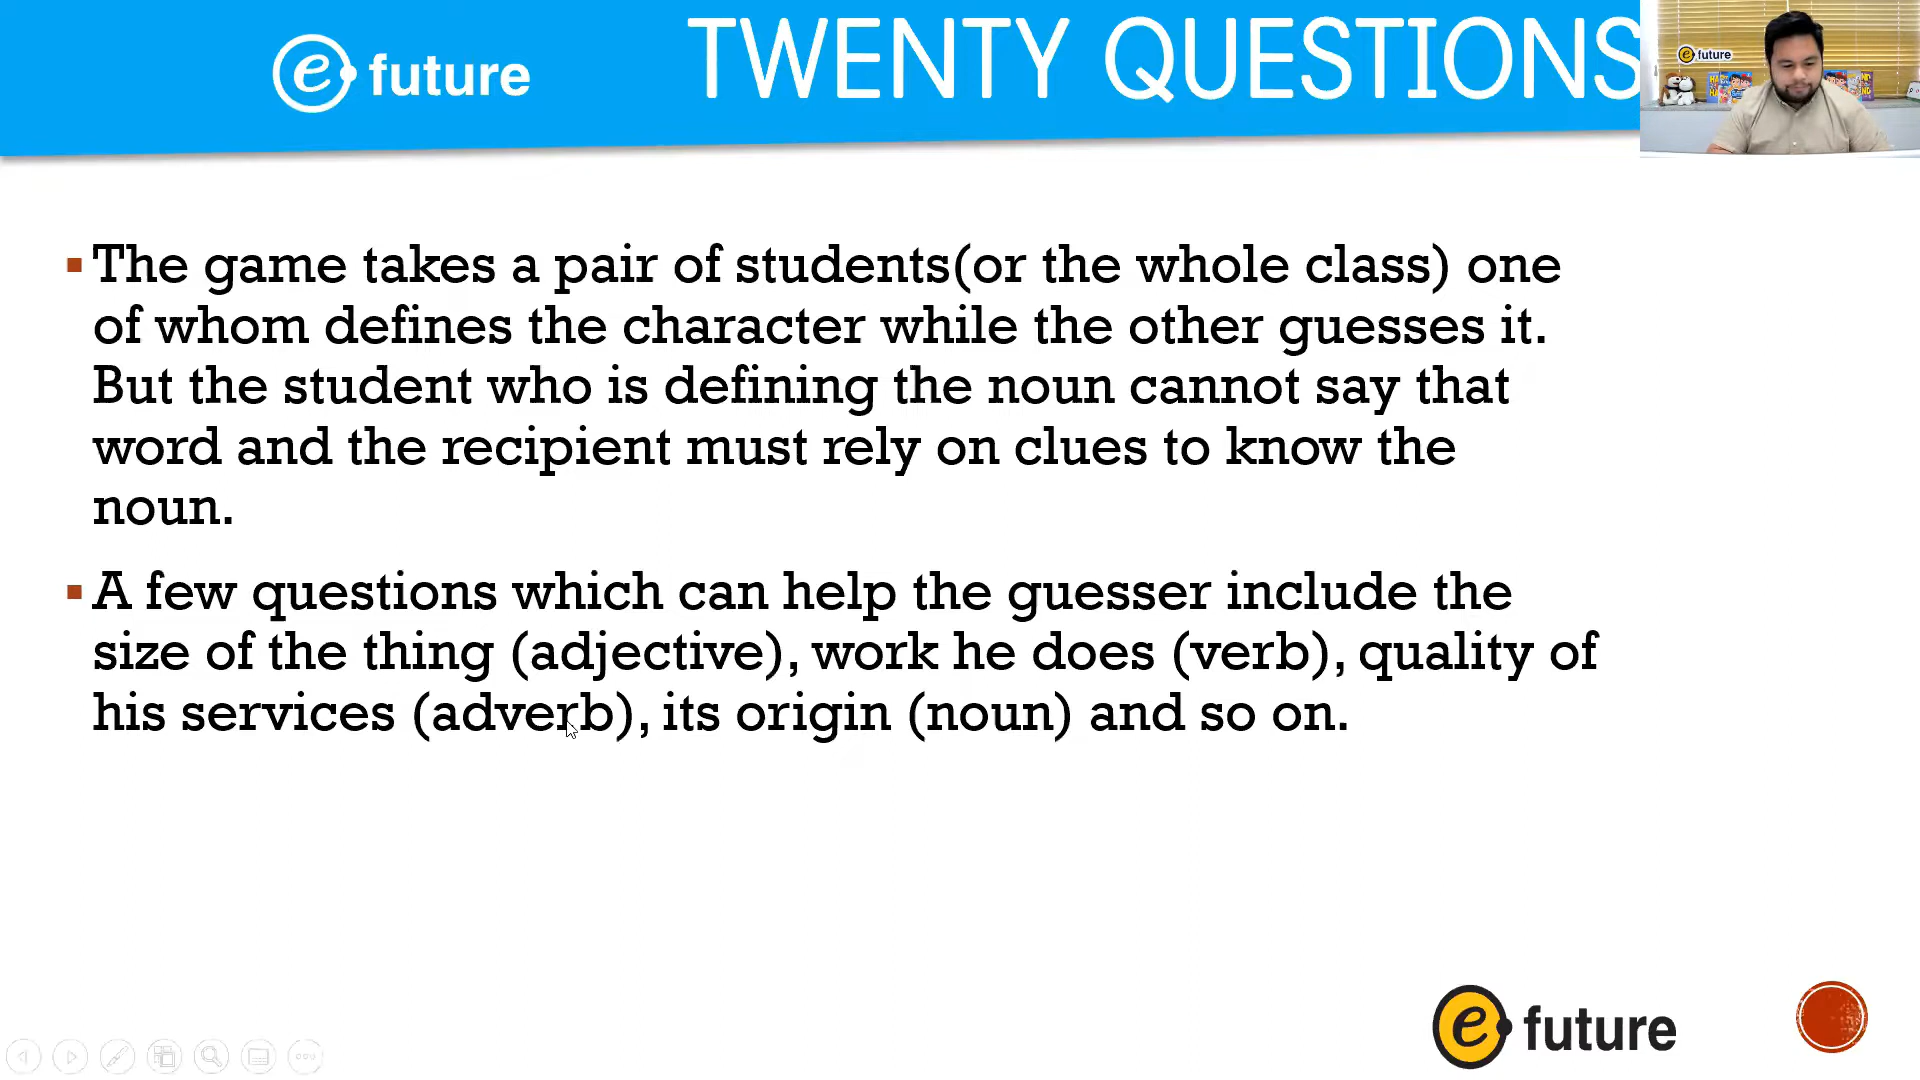 e future
TWENTY QUESTIONS
e future
The game takes a pair of students(or the whole class) one
of whom defines the character while the other guesses it.
But the student who is defining the noun cannot say that
word and the recipient must rely on clues to know the
noun.
A few questions which can help the guesser include the
size of the thing (adjective), work he does (verb), quality of
his services (adverb), its origin (noun) and so on.
e future